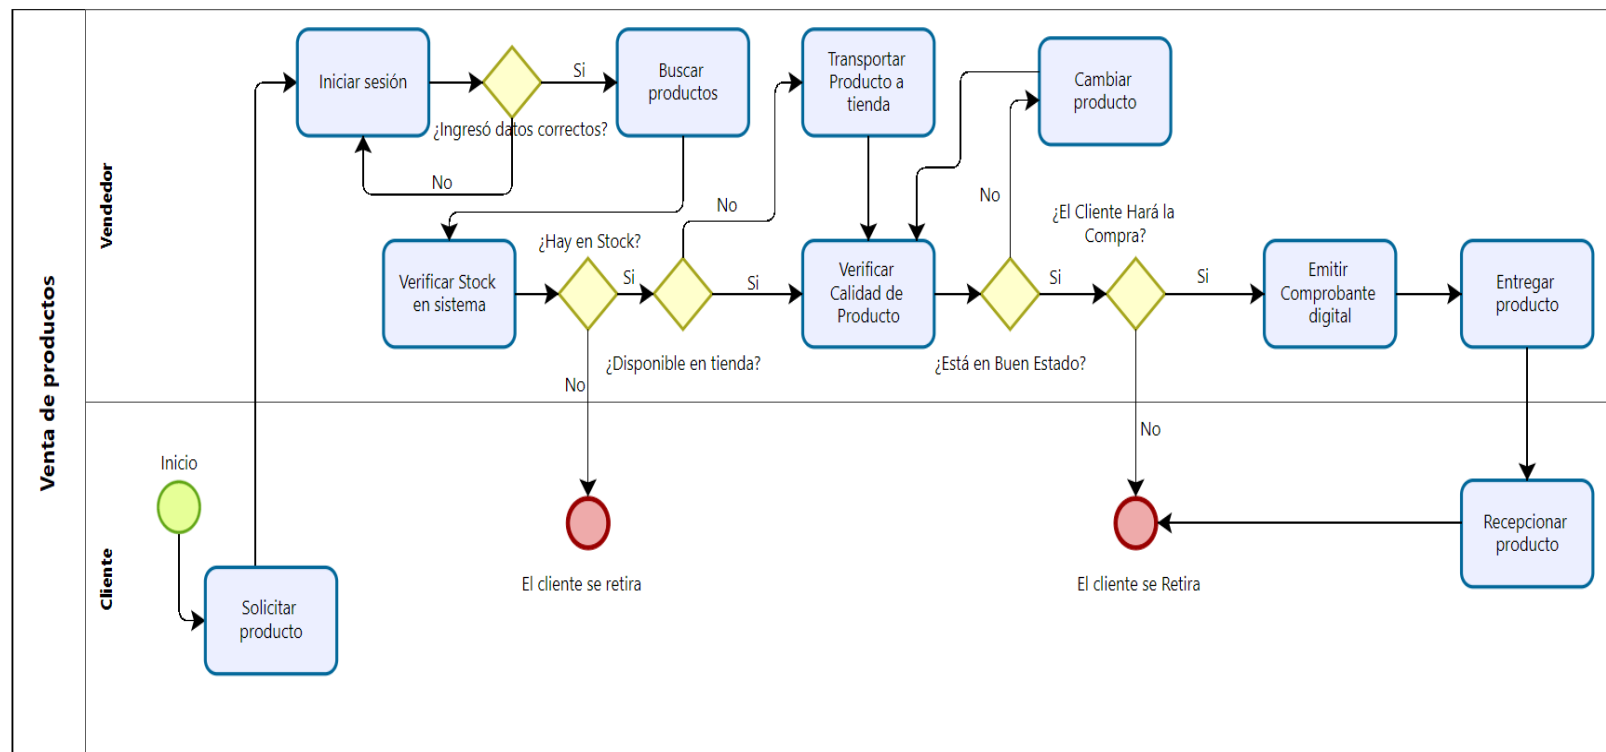 Venta de productos
Vendedor
Iniciar sesión
¿Ingresó datos correctos?
Si
No
Buscar
productos
Transportar
Producto a
tienda
Cambiar
producto
No
No
¿El Cliente Hará la
Compra?
Verificar Stock
en sistema
¿Hay en Stock?
Si
¿Disponible en tienda?
Si
No
Verificar
Calidad de
Producto
¿Está en Buen Estado?
Si
Si
Emitir
Comprobante
digital
Entregar
producto
Cliente
Inicio
Solicitar
producto
El cliente se retira
No
El cliente se Retira
Recepcionar
producto